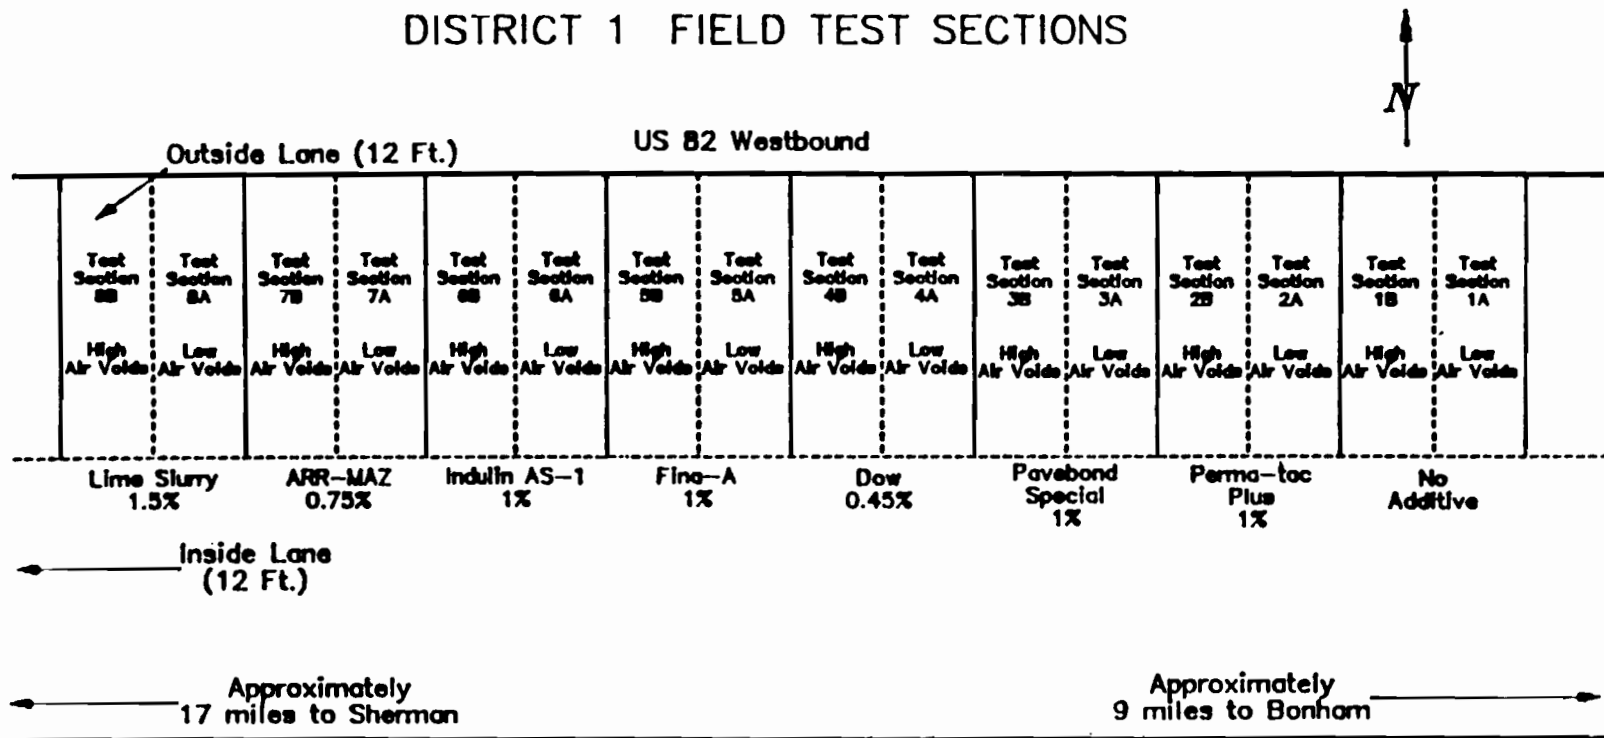 DISTRICT 1 FIELD TEST SECTIONS
N
US 82 Westbound
Outside Lane (12 Ft.)
Test Section 8B
High Air Voids
Test Section 8A
Low Air Voids
Test Section 7B
High Air Voids
Test Section 7A
Low Air Voids
Test Section 6B
High Air Voids
Test Section 6A
Low Air Voids
Test Section 5B
High Air Voids
Test Section 5A
Low Air Voids
Test Section 4B
High Air Voids
Test Section 4A
Low Air Voids
Test Section 3B
High Air Voids
Test Section 3A
Low Air Voids
Test Section 2B
High Air Voids
Test Section 2A
Low Air Voids
Test Section 1B
High Air Voids
Test Section 1A
Low Air Voids
Lime Slurry
1.5%
ARR-MAZ
0.75%
Indulin AS-1
1%
Fina-A
1%
Dow
0.45%
Pavebond
Special
1%
Perma-tac
Plus
1%
No
Additive
Inside Lane
(12 Ft.)
Approximately
17 miles to Sherman
Approximately
9 miles to Bonham